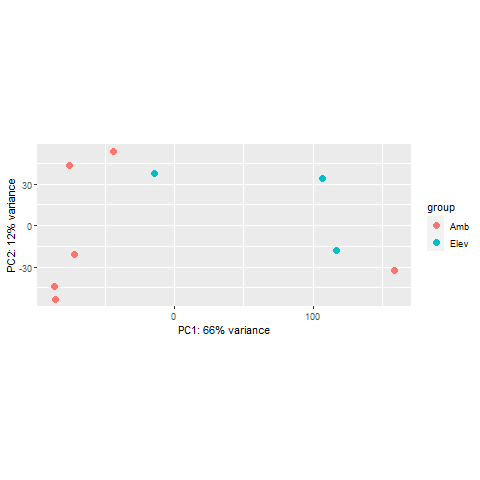 PC2: 12% variance
30
0
-30
0
100
PC1: 66% variance
group
Amb
Elev